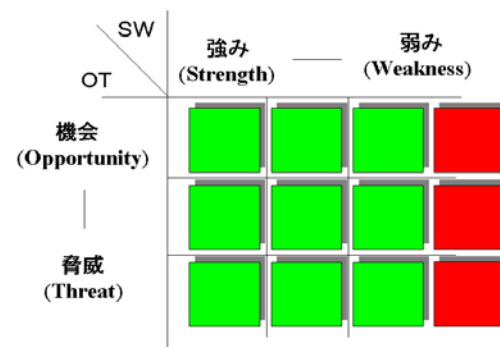 SW
OT
強み
(Strength)
弱み
(Weakness)
機会
(Opportunity)
脅威
(Threat)